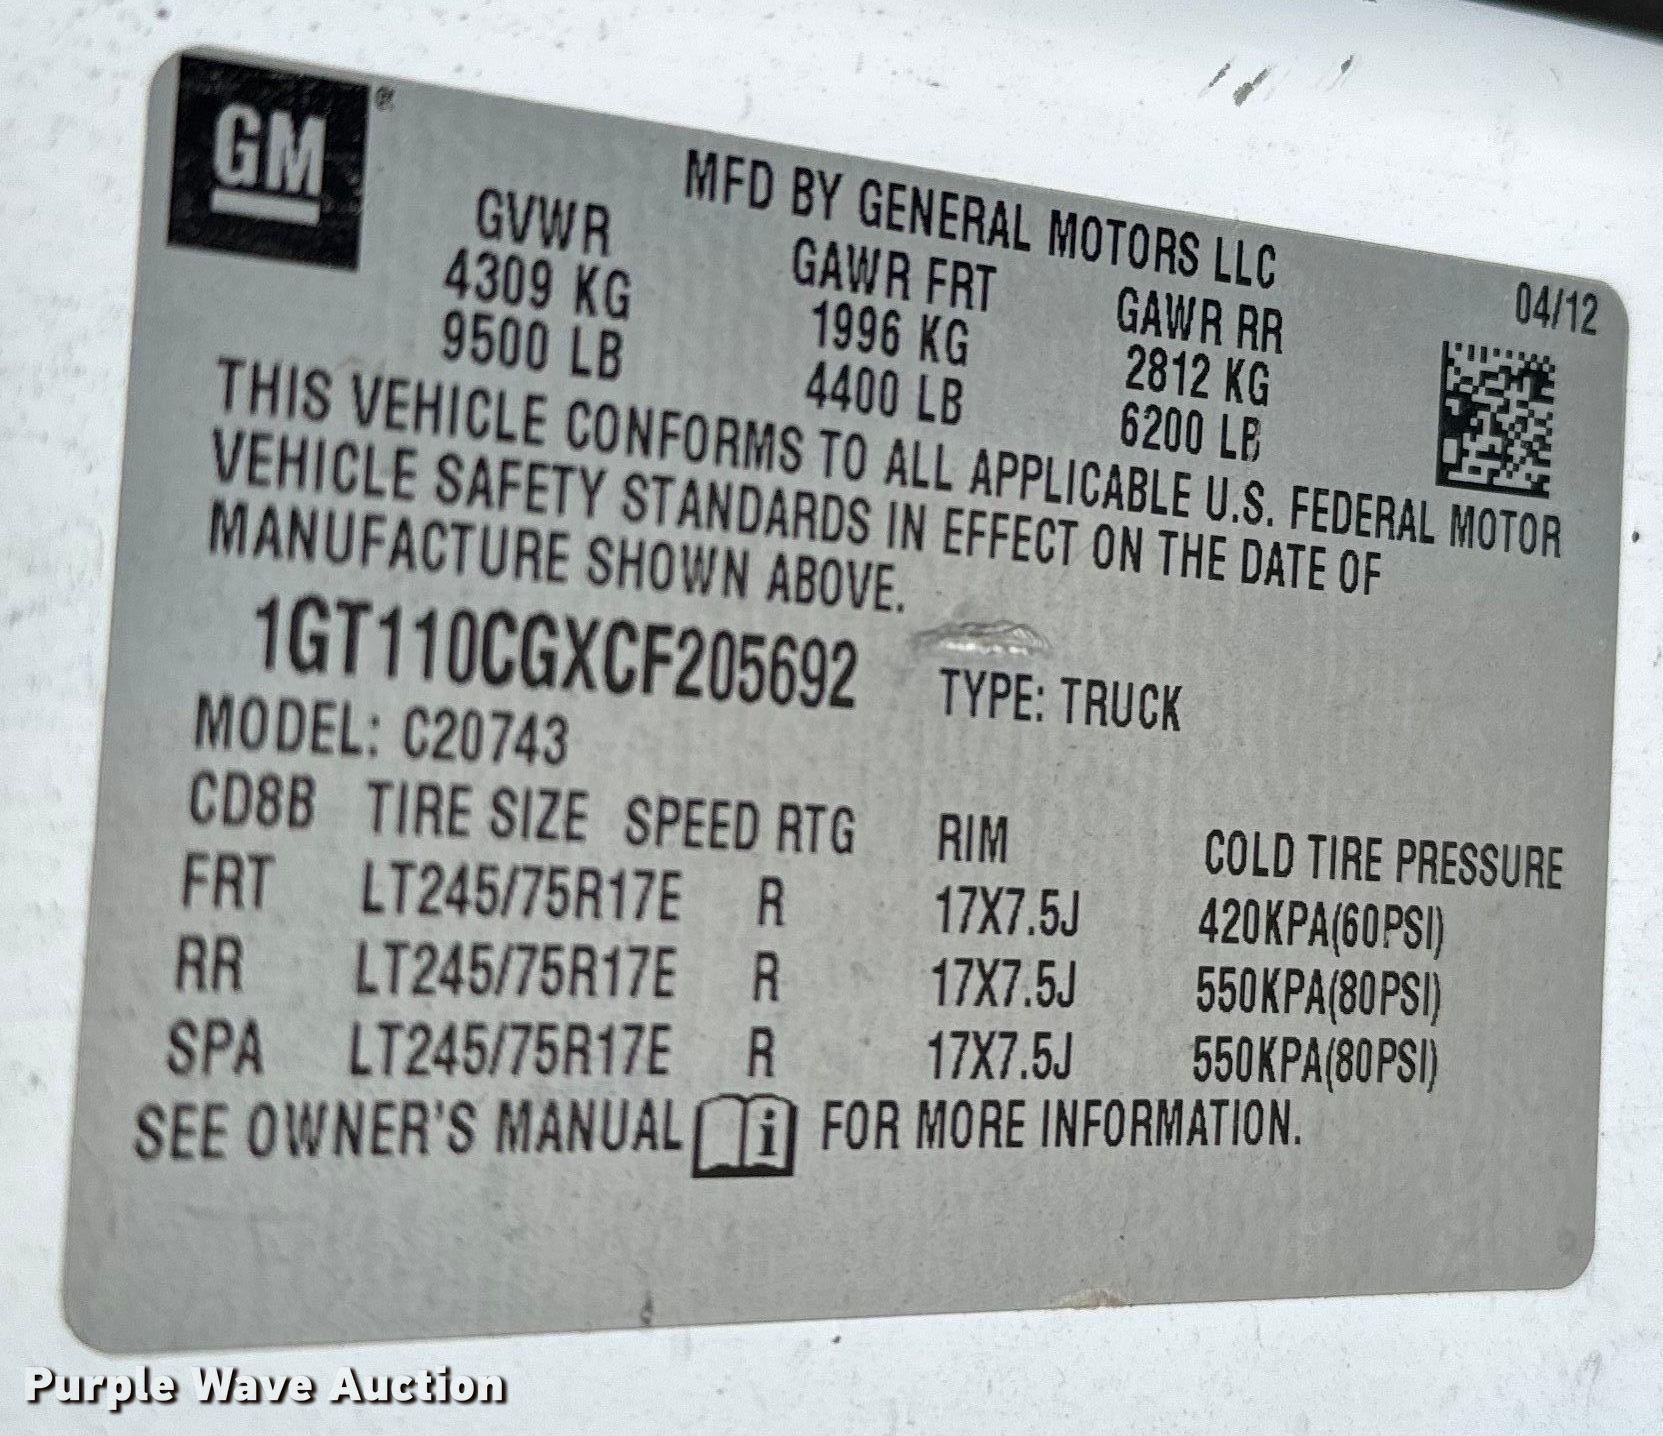 GM ®
MFD BY GENERAL MOTORS LLC
GVWR GAWR FRT GAWR RR 04/12
4309 KG 1996 KG 2812 KG
9500 LB 4400 LB 6200 LB
THIS VEHICLE CONFORMS TO ALL APPLICABLE U.S. FEDERAL MOTOR
VEHICLE SAFETY STANDARDS IN EFFECT ON THE DATE OF
MANUFACTURE SHOWN ABOVE.
1GT110CGXCF205692 TYPE: TRUCK
MODEL: C20743
CD8B TIRE SIZE SPEED RTG RIM COLD TIRE PRESSURE
FRT LT245/75R17E R 17X7.5J 420KPA(60PSI)
RR LT245/75R17E R 17X7.5J 550KPA(80PSI)
SPA LT245/75R17E R 17X7.5J 550KPA(80PSI)
SEE OWNER'S MANUAL i FOR MORE INFORMATION.
Purple Wave Auction